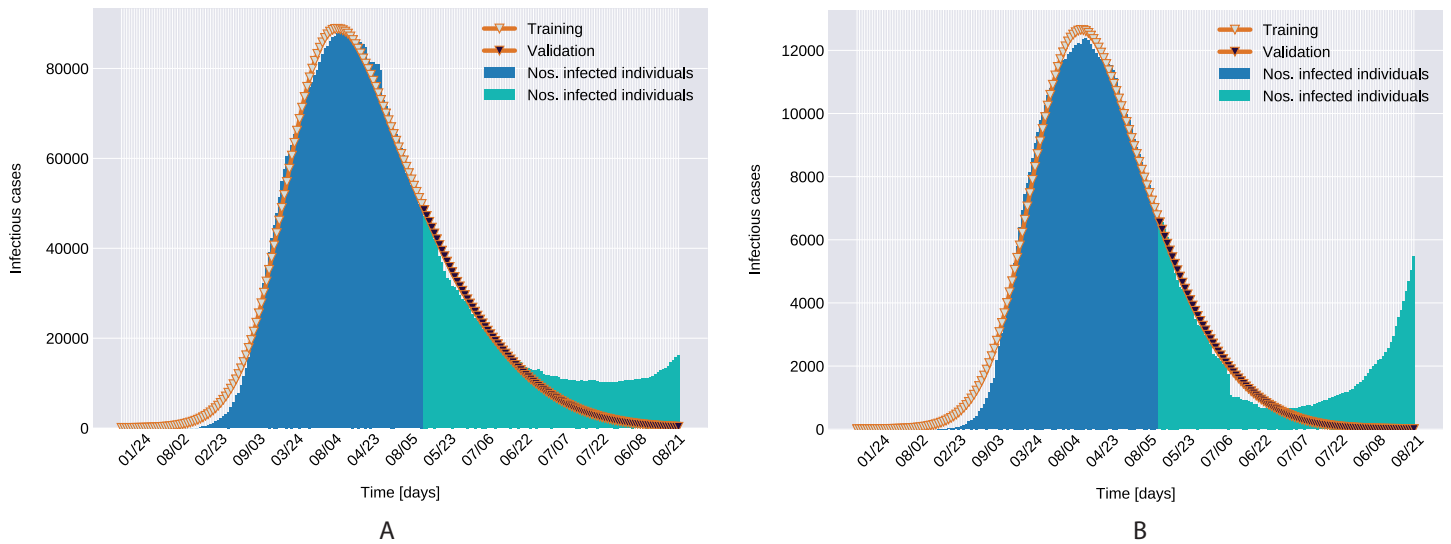 Training
Validation
Nos. infected individuals
Nos. infected individuals
Infectious cases
80000
60000
40000
20000
0
01/24 08/02 02/23 09/03 03/24 08/04 04/23 08/05 05/23 07/06 06/22 07/07 07/22 06/08 08/21
Time [days]
A
Training
Validation
Nos. infected individuals
Nos. infected individuals
Infectious cases
12000
10000
8000
6000
4000
2000
0
01/24 08/02 02/23 09/03 03/24 08/04 04/23 08/05 05/23 07/06 06/22 07/07 07/22 06/08 08/21
Time [days]
B